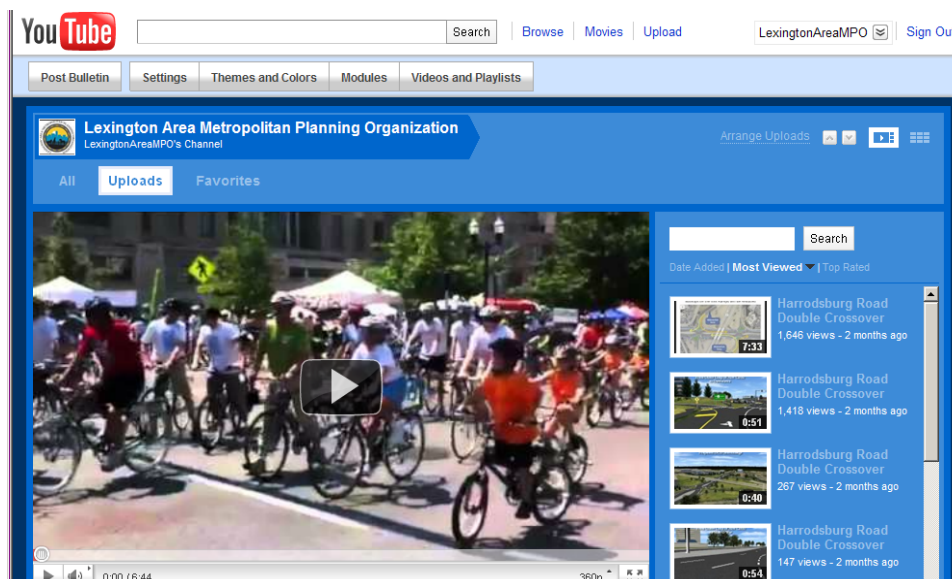 YouTube
Search
Browse
Movies
Upload
LexingtonAreaMPO
Sign Ou
Post Bulletin
Settings
Themes and Colors
Modules
Videos and Playlists
Lexington Area Metropolitan Planning Organization
LexingtonAreaMPO's Channel
Arrange Uploads
All
Uploads
Favorites
Search
Date Added | Most Viewed | Top Rated
Harrodsburg Road
Double Crossover
1,646 views - 2 months ago
7:33
Harrodsburg Road
Double Crossover
1,418 views - 2 months ago
0:51
Harrodsburg Road
Double Crossover
267 views - 2 months ago
0:40
Harrodsburg Road
Double Crossover
147 views - 2 months ago
0:54
0:00 / 6:44
360p